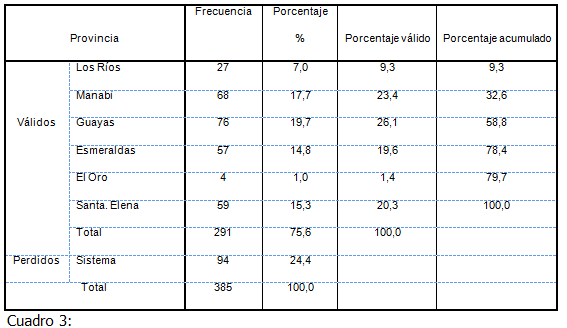 Provincia Frecuencia Porcentaje % Porcentaje válido Porcentaje acumulado
Válidos Los Ríos 27 7,0 9,3 9,3
Manabí 68 17,7 23,4 32,6
Guayas 76 19,7 26,1 58,8
Esmeraldas 57 14,8 19,6 78,4
El Oro 4 1,0 1,4 79,7
Santa. Elena 59 15,3 20,3 100,0
Total 291 75,6 100,0
Perdidos Sistema 94 24,4
Total 385 100,0
Cuadro 3: